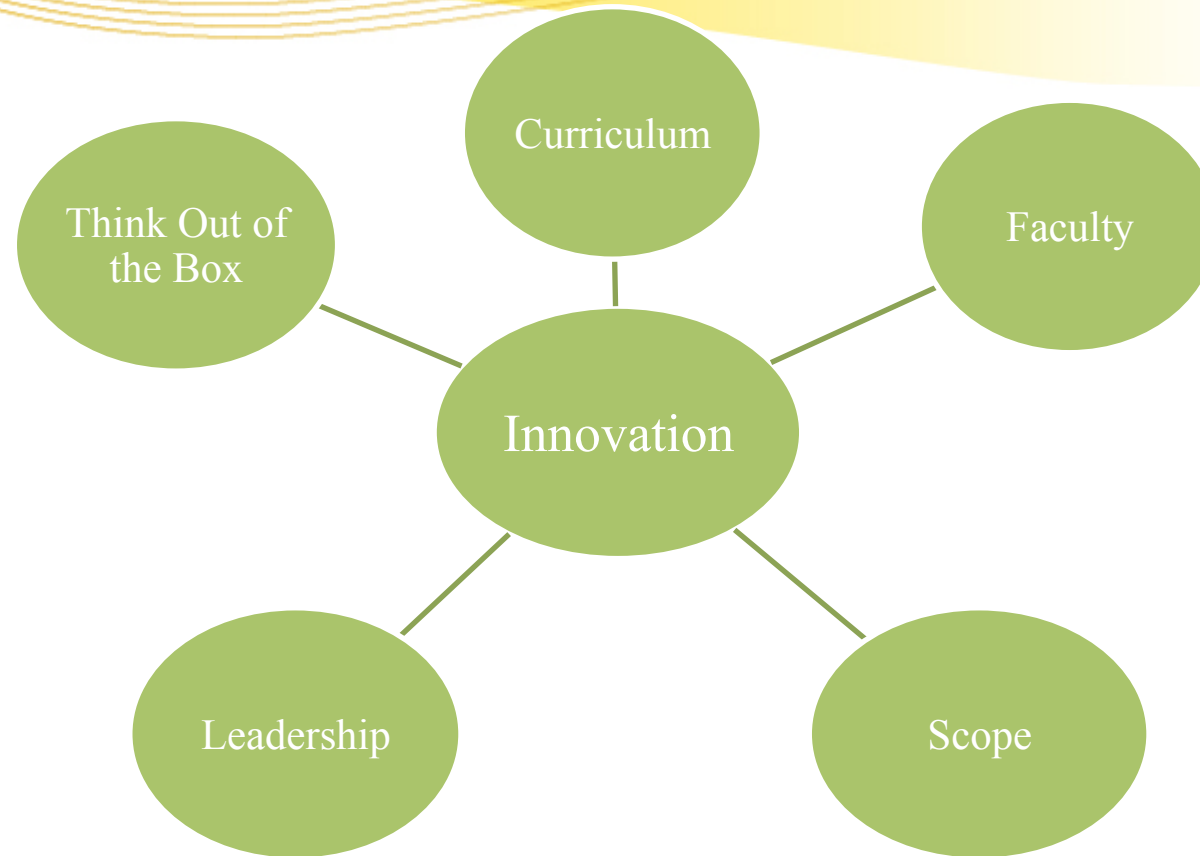 Curriculum
Think Out of
the Box
Faculty
Innovation
Leadership
Scope